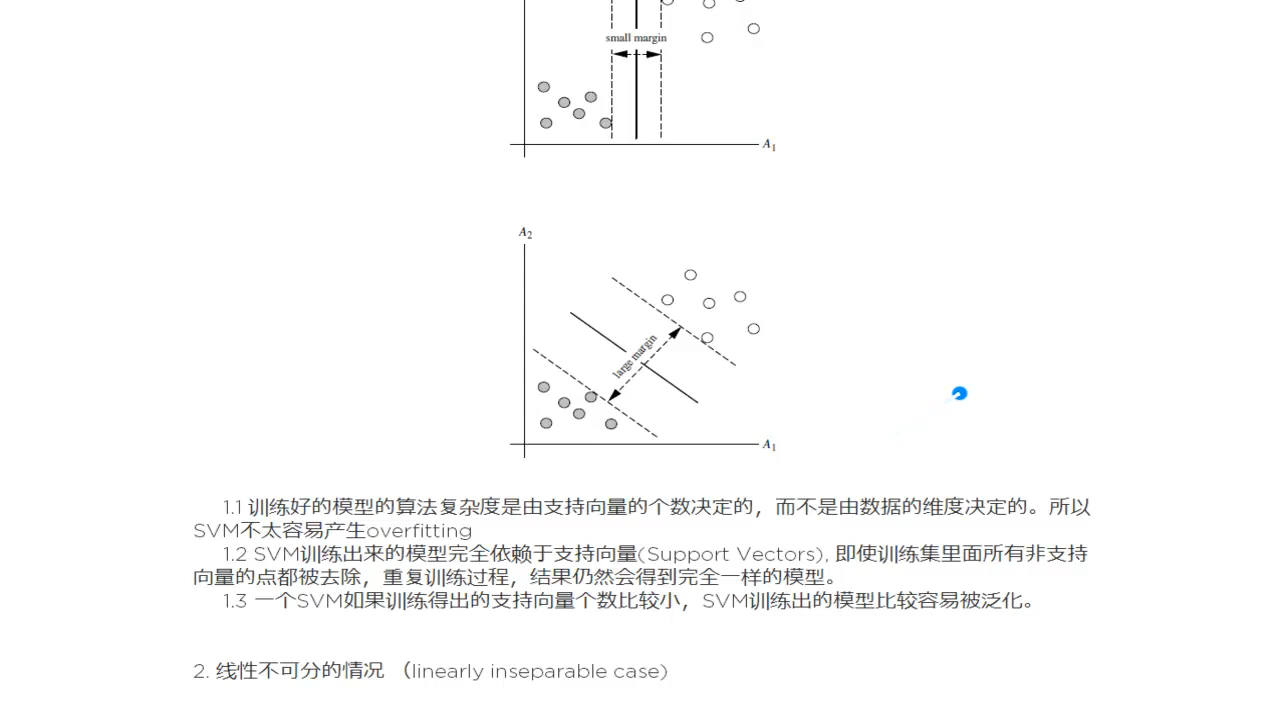 small margin
A1
A2
large margin
A1
1.1 训练好的模型的算法复杂度是由支持向量的个数决定的，而不是由数据的维度决定的。所以
SVM不太容易产生overfitting
1.2 SVM训练出来的模型完全依赖于支持向量(Support Vectors), 即使训练集里面所有非支持
向量的点都被去除，重复训练过程，结果仍然会得到完全一样的模型。
1.3 一个SVM如果训练得出的支持向量个数比较小，SVM训练出的模型比较容易被泛化。
2. 线性不可分的情况 （linearly inseparable case)